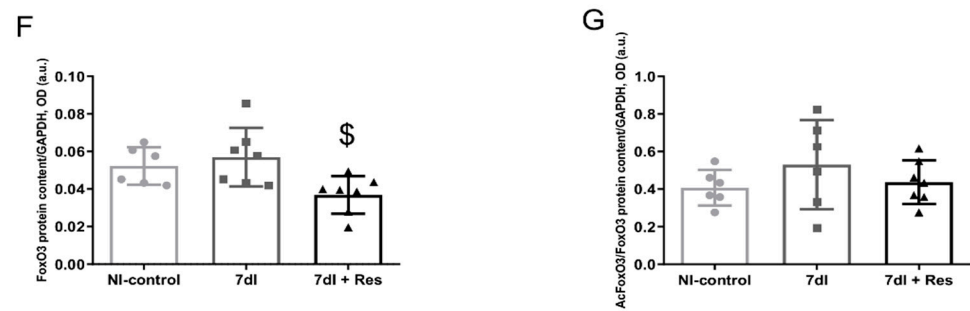 F
FoxO3 protein content/GAPDH, OD (a.u.)
0.10
0.08
0.06
0.04
0.02
0.00
$
NI-control 7dI 7dI + Res
G
AcFoxO3/FoxO3 protein content/GAPDH, OD (a.u.)
1.0
0.8
0.6
0.4
0.2
0.0
NI-control 7dI 7dI + Res